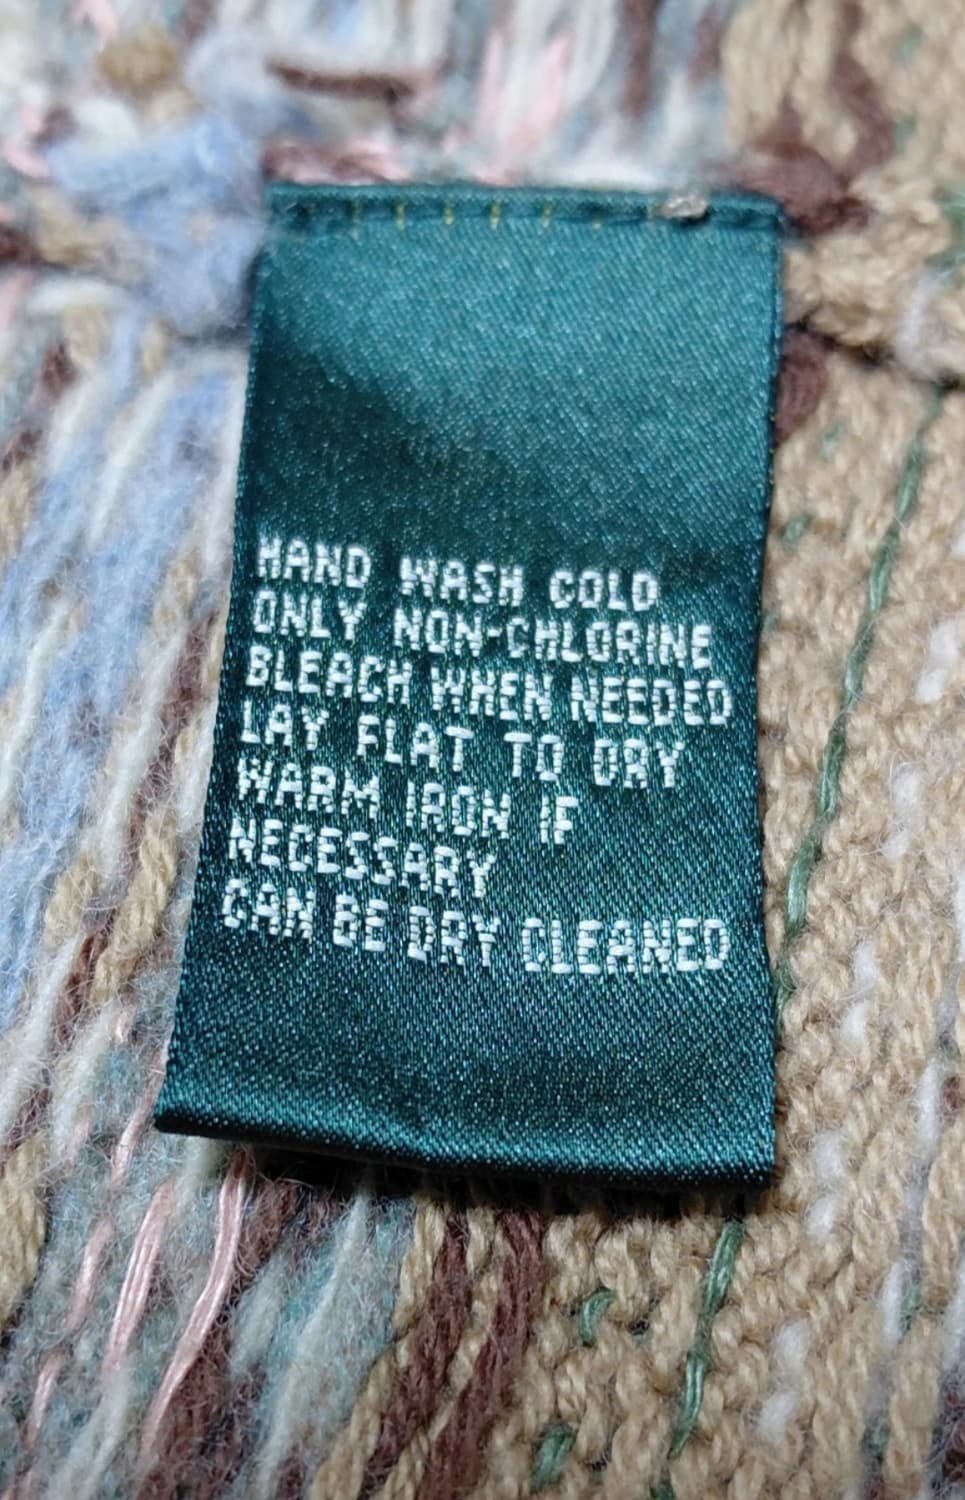 HAND WASH COLD
ONLY NON-CHLORINE
BLEACH WHEN NEEDED
LAY FLAT TO DRY
WARM IRON IF
NECESSARY
CAN BE DRY CLEANED